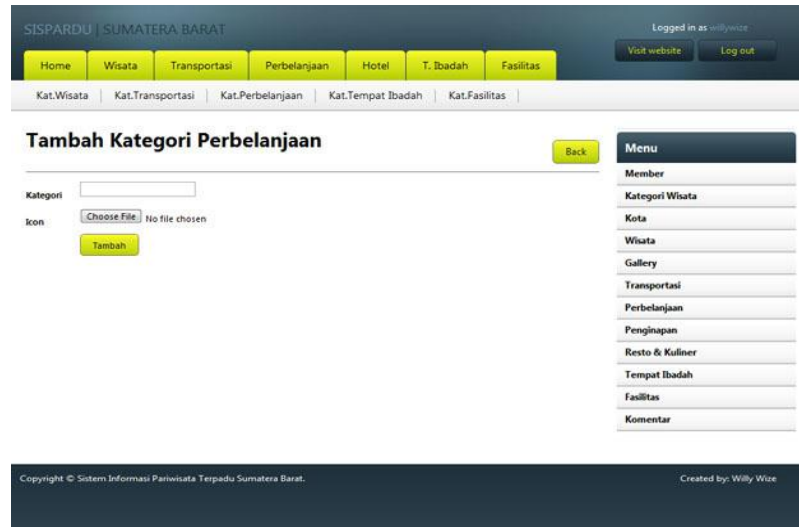 SISPARDU | SUMATERA BARAT
Logged in as willywize
Visit website Log out
Home Wisata Transportasi Perbelanjaan Hotel T. Ibadah Fasilitas
Kat.Wisata Kat.Transportasi Kat.Perbelanjaan Kat.Tempat Ibadah Kat.Fasilitas
Tambah Kategori Perbelanjaan
Back
Kategori
Icon Choose File No file chosen
Tambah
Menu
Member
Kategori Wisata
Kota
Wisata
Gallery
Transportasi
Perbelanjaan
Penginapan
Resto & Kuliner
Tempat Ibadah
Fasilitas
Komentar
Copyright © Sistem Informasi Pariwisata Terpadu Sumatera Barat.
Created by: Willy Wize